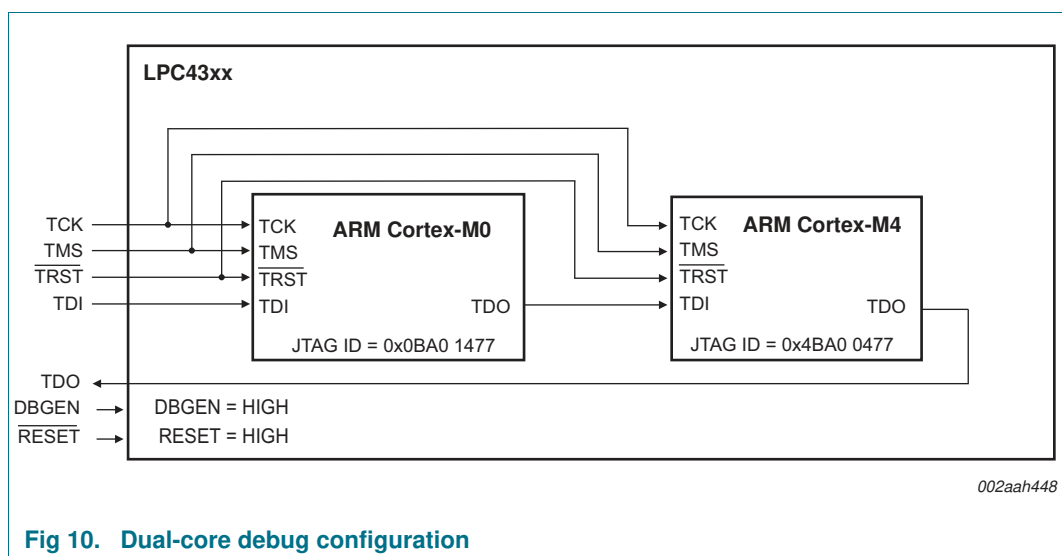 LPC43xx
TCK
TMS
TRST
TDI
TCK
TMS
TRST
TDI
ARM Cortex-M0
TDO
JTAG ID = 0x0BA0 1477
TCK
TMS
TRST
TDI
ARM Cortex-M4
TDO
JTAG ID = 0x4BA0 0477
TDO
DBGEN
RESET
DBGEN = HIGH
RESET = HIGH
002aah448
Fig 10. Dual-core debug configuration